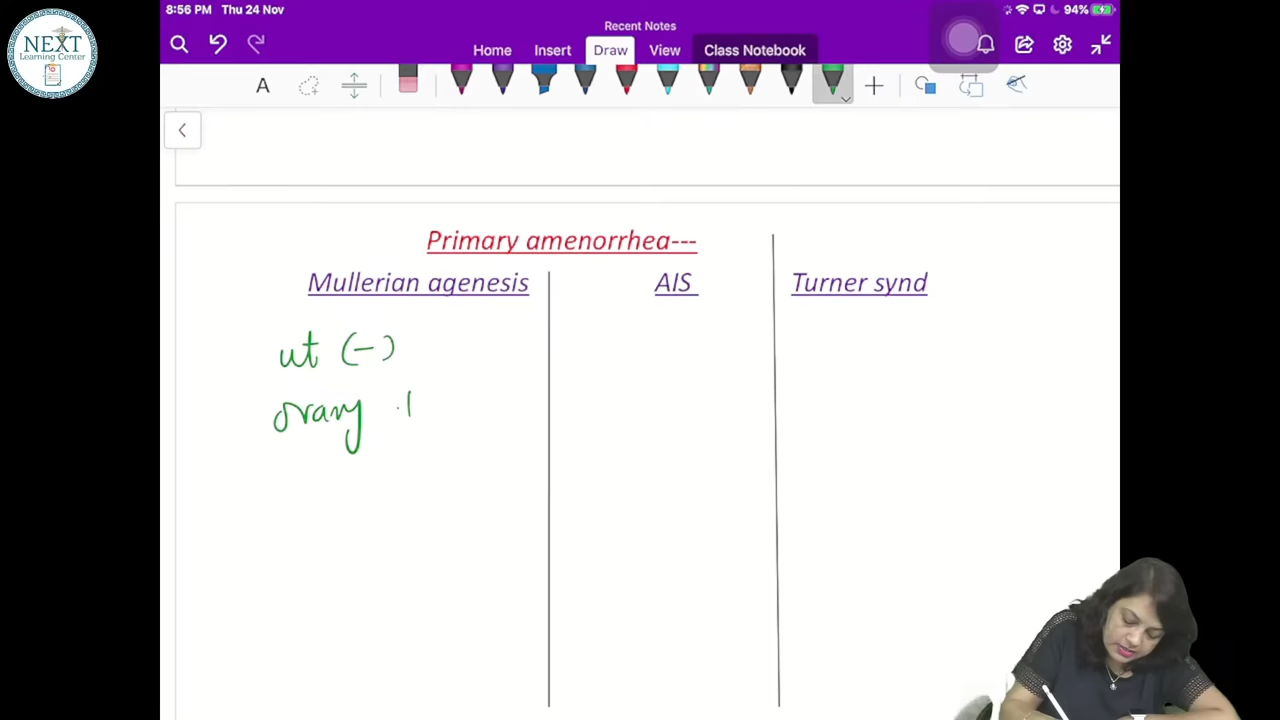 8:56 PM Thu 24 Nov
94%
Recent Notes
Home Insert Draw View Class Notebook
NEXT
Learning Center
A
Primary amenorrhea---
Mullerian agenesis AIS Turner synd
ut (-)
ovary